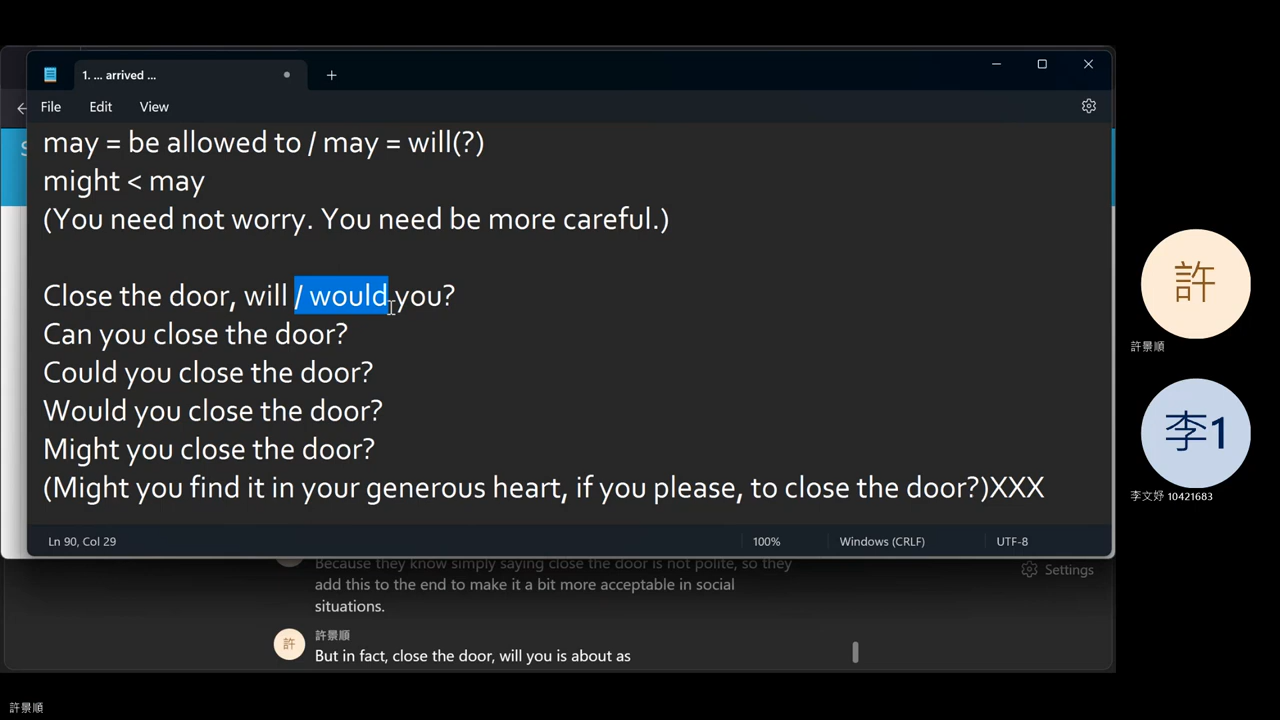 1. ... arrived ...
File Edit View
may = be allowed to / may = will(?)
might < may
(You need not worry. You need be more careful.)
Close the door, will / would you?
Can you close the door?
Could you close the door?
Would you close the door?
Might you close the door?
(Might you find it in your generous heart, if you please, to close the door?)XXX
Ln 90, Col 29 100% Windows (CRLF) UTF-8
Because they know simply saying close the door is not polite, so they
add this to the end to make it a bit more acceptable in social
situations.
Settings
許景順
But in fact, close the door, will you is about as
許
許
許景順
李1
李文妤 10421683
許景順